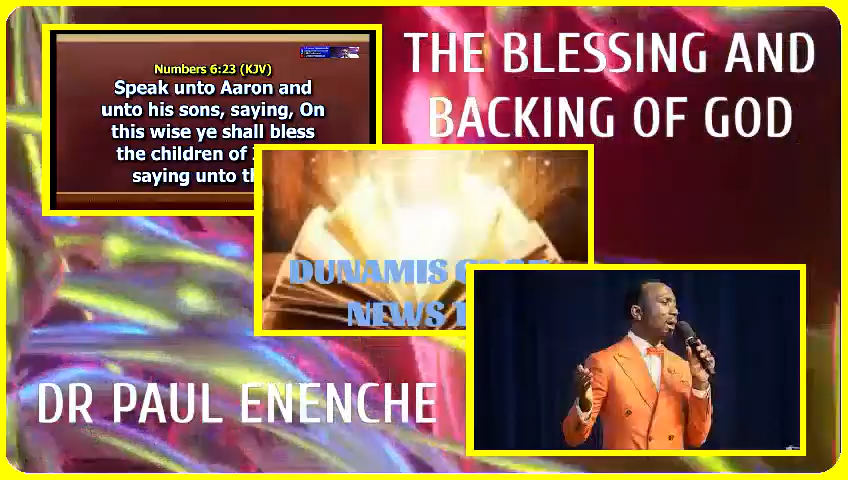 THE BLESSING AND
BACKING OF GOD
Numbers 6:23 (KJV)
Speak unto Aaron and
unto his sons, saying, On
this wise ye shall bless
the children of
saying unto
DUNAMIS
NEWS
DR PAUL ENENCHE